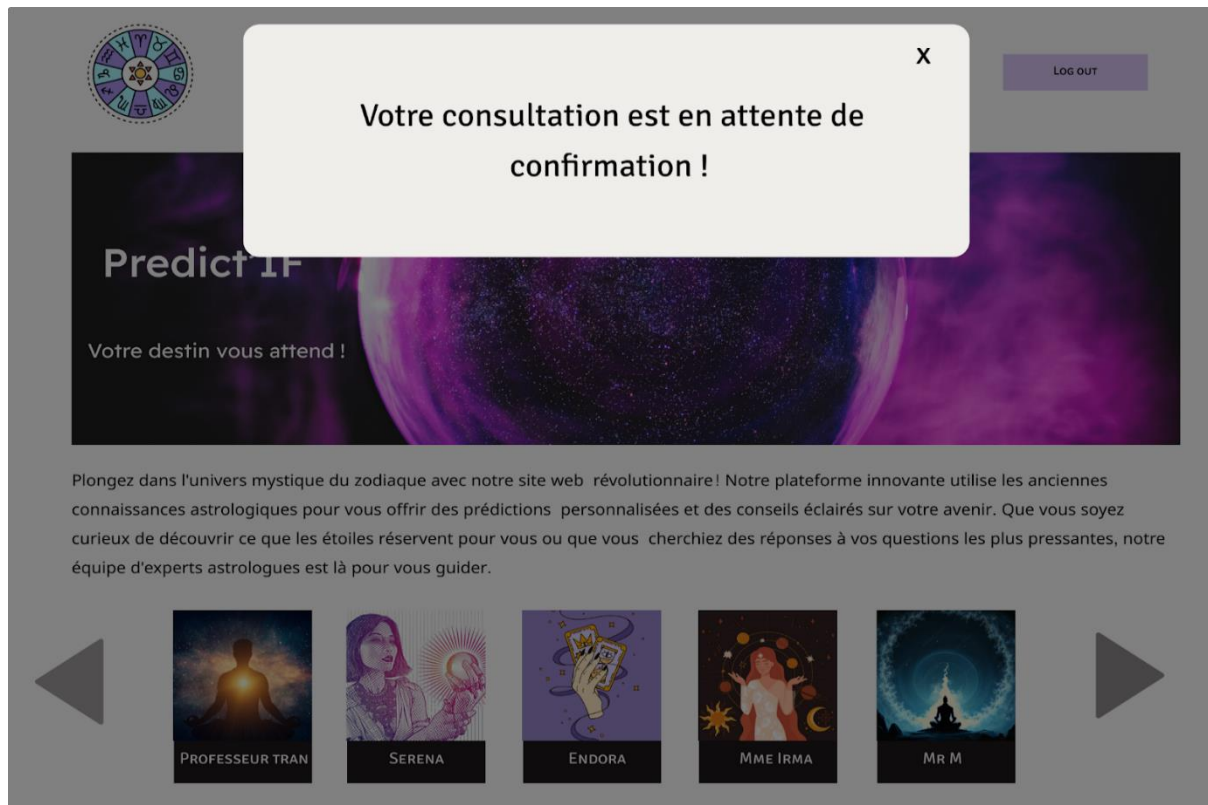 X
Votre consultation est en attente de
confirmation !
Log out
Predict'IF
Votre destin vous attend !
Plongez dans l'univers mystique du zodiaque avec notre site web révolutionnaire! Notre plateforme innovante utilise les anciennes
connaissances astrologiques pour vous offrir des prédictions personnalisées et des conseils éclairés sur votre avenir. Que vous soyez
curieux de découvrir ce que les étoiles réservent pour vous ou que vous cherchiez des réponses à vos questions les plus pressantes, notre
équipe d'experts astrologues est là pour vous guider.
Professeur tran
Serena
Endora
Mme Irma
Mr M